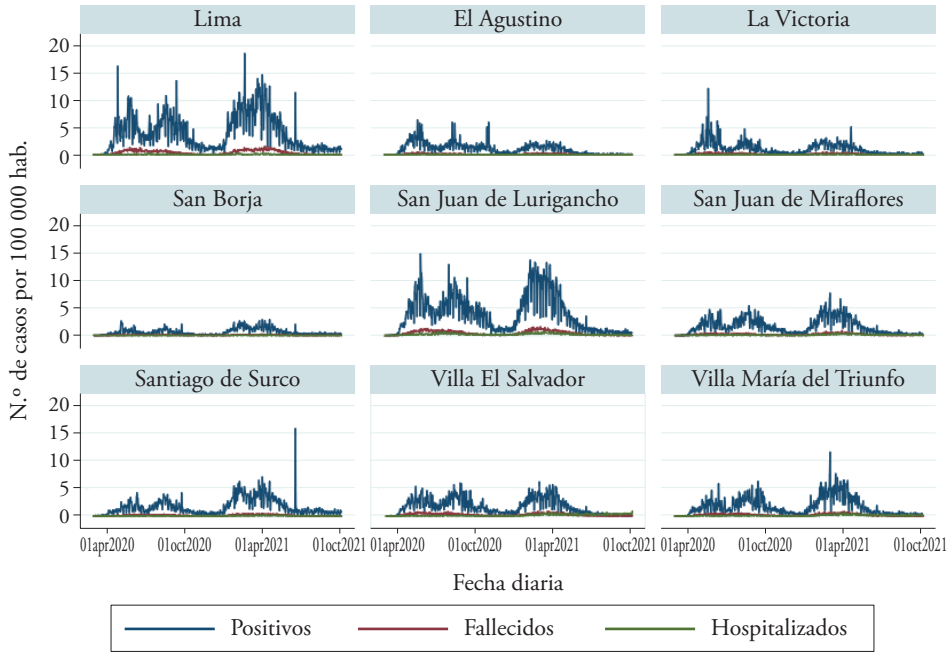 Lima
El Agustino
La Victoria
20
15
10
5
0
San Borja
San Juan de Lurigancho
San Juan de Miraflores
20
15
10
5
0
Santiago de Surco
Villa El Salvador
Villa María del Triunfo
20
15
10
5
0
N.º de casos por 100 000 hab.
01apr2020 01oct2020 01apr2021 01oct2021
01apr2020 01oct2020 01apr2021 01oct2021
01apr2020 01oct2020 01apr2021 01oct2021
Fecha diaria
Positivos Fallecidos Hospitalizados